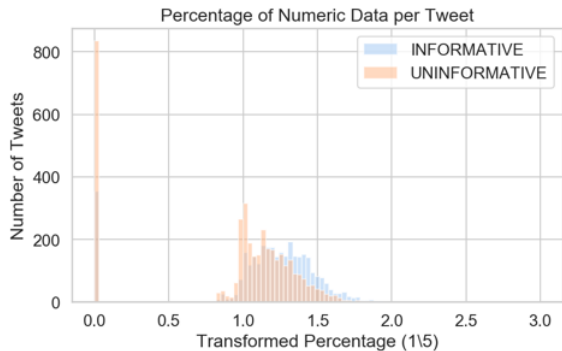 Percentage of Numeric Data per Tweet
INFORMATIVE
UNINFORMATIVE
Number of Tweets
800
600
400
200
0
0.0 0.5 1.0 1.5 2.0 2.5 3.0
Transformed Percentage (1\5)